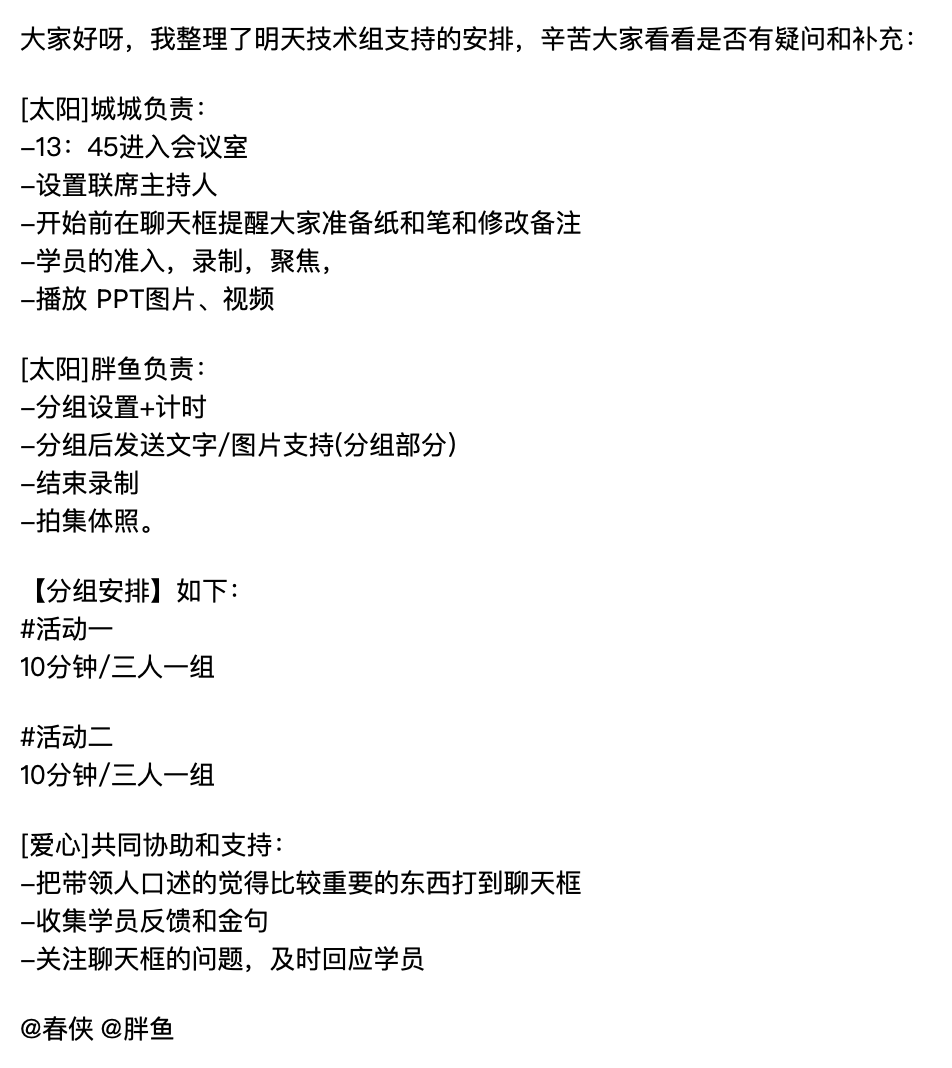 大家好呀，我整理了明天技术组支持的安排，辛苦大家看看是否有疑问和补充：
[太阳]城城负责：
–13：45进入会议室
–设置联席主持人
–开始前在聊天框提醒大家准备纸和笔和修改备注
–学员的准入，录制，聚焦，
–播放 PPT图片、视频
[太阳]胖鱼负责：
–分组设置+计时
–分组后发送文字/图片支持(分组部分）
–结束录制
–拍集体照。
【分组安排】如下：
#活动一
10分钟/三人一组
#活动二
10分钟/三人一组
[爱心]共同协助和支持：
–把带领人口述的觉得比较重要的东西打到聊天框
–收集学员反馈和金句
–关注聊天框的问题，及时回应学员
@春侠 @胖鱼